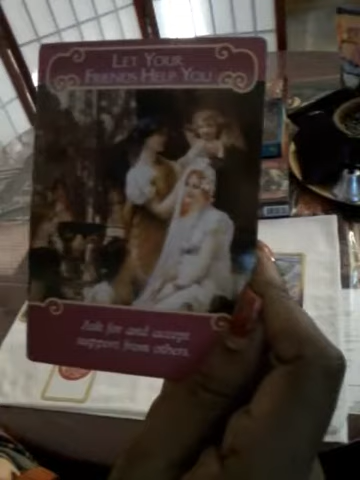 LET YOUR
FRIENDS HELP YOU
Ask for and accept
support from others.